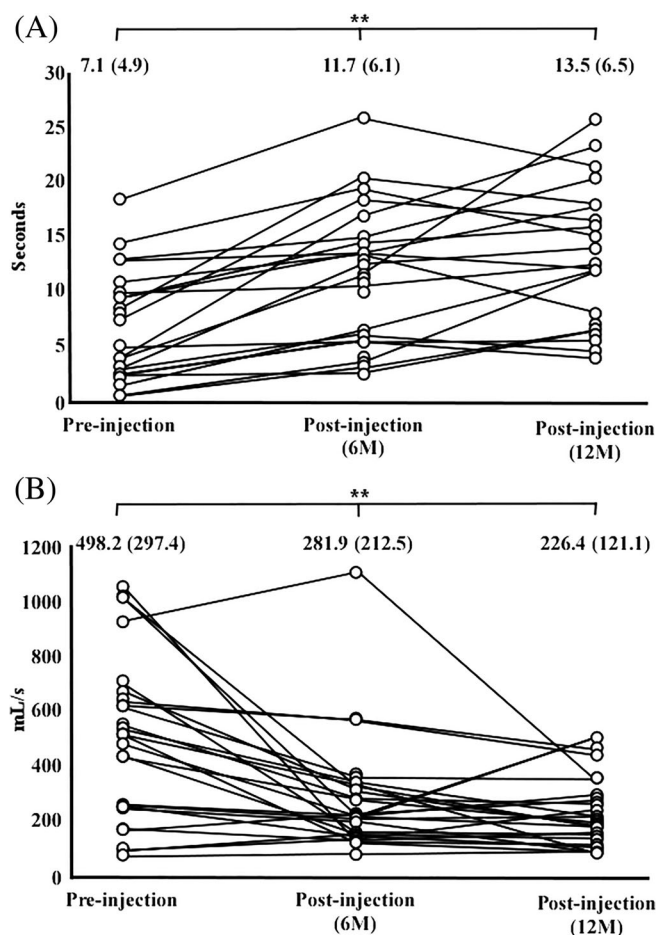 (A)
**
7.1 (4.9) 11.7 (6.1) 13.5 (6.5)
30
25
20
15
10
5
0
Seconds
Pre-injection Post-injection Post-injection
(6M) (12M)
(B)
**
498.2 (297.4) 281.9 (212.5) 226.4 (121.1)
1200
1000
800
600
400
200
0
mL/s
Pre-injection Post-injection Post-injection
(6M) (12M)